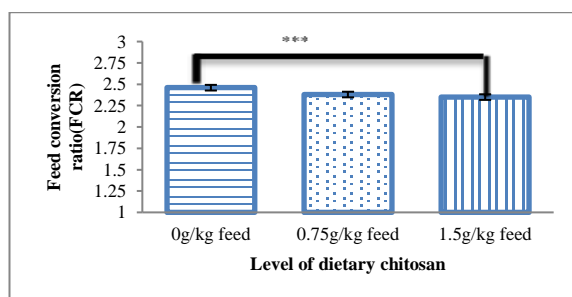 ***
3
2.75
2.5
2.25
2
1.75
1.5
1.25
1
Feed conversion
ratio(FCR)
0g/kg feed 0.75g/kg feed 1.5g/kg feed
Level of dietary chitosan